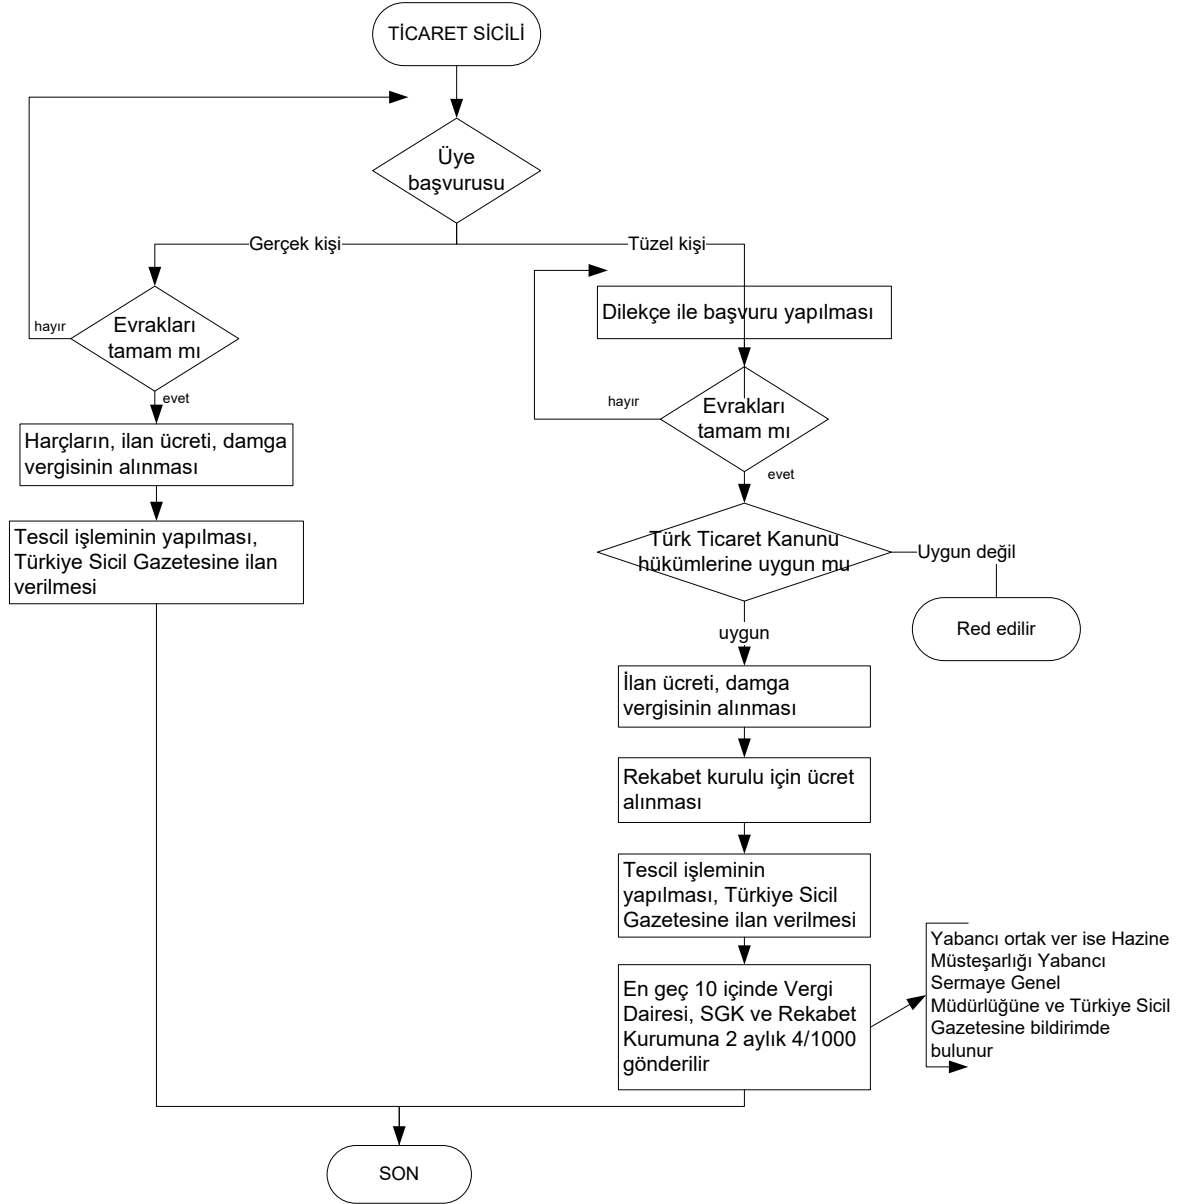 TİCARET SİCİLİ
Üye
başvurusu
Gerçek kişi
Tüzel kişi
Dilekçe ile başvuru yapılması
hayır
Evrakları
tamam mı
evet
hayır
Evrakları
tamam mı
evet
Harçların, ilan ücreti, damga
vergisinin alınması
Tescil işleminin yapılması,
Türkiye Sicil Gazetesine ilan
verilmesi
Türk Ticaret Kanunu
hükümlerine uygun mu
Uygun değil
Red edilir
uygun
İlan ücreti, damga
vergisinin alınması
Rekabet kurulu için ücret
alınması
Tescil işleminin
yapılması, Türkiye Sicil
Gazetesine ilan verilmesi
En geç 10 içinde Vergi
Dairesi, SGK ve Rekabet
Kurumuna 2 aylık 4/1000
gönderilir
Yabancı ortak ver ise Hazine
Müsteşarlığı Yabancı
Sermaye Genel
Müdürlüğüne ve Türkiye Sicil
Gazetesine bildirimde
bulunur
SON